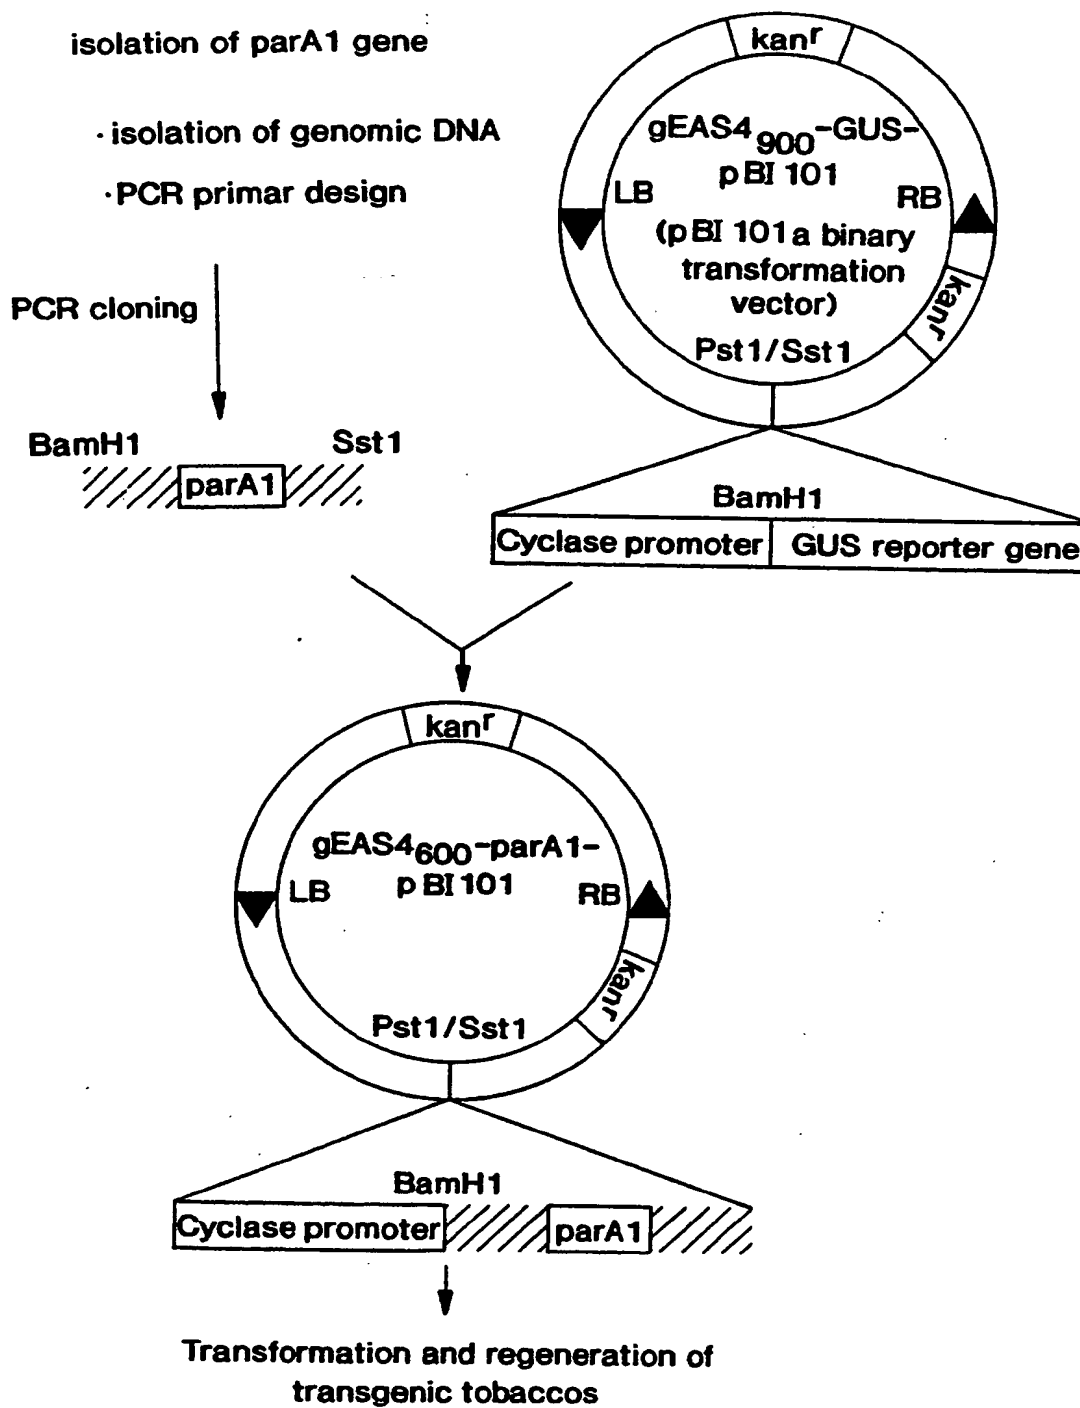 isolation of parA1 gene
· isolation of genomic DNA
· PCR primar design
PCR cloning
BamH1
Sst1
parA1
kanr
gEAS4900-GUS-
pBI 101
LB
RB
(pBI 101 a binary
transformation
vector)
kanr
Pst1/Sst1
BamH1
Cyclase promoter
GUS reporter gene
kanr
gEAS4600-parA1-
pBI 101
LB
RB
kanr
Pst1/Sst1
BamH1
Cyclase promoter
parA1
Transformation and regeneration of
transgenic tobaccos